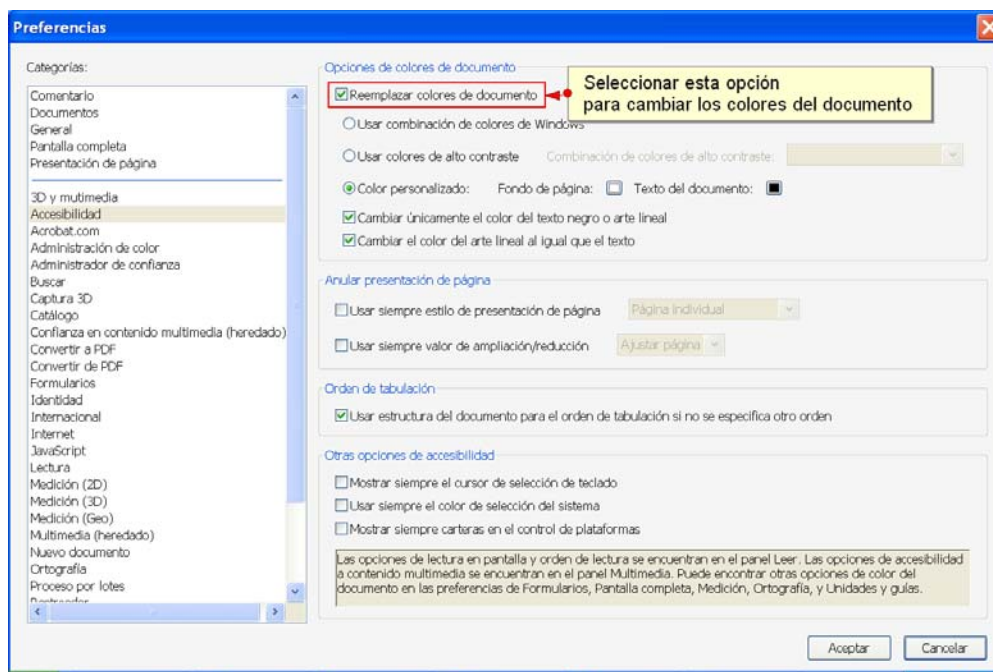 Preferencias
Categorías:
Comentario
Documentos
General
Pantalla completa
Presentación de página
3D y mutimedia
Accesibilidad
Acrobat.com
Administración de color
Administrador de confianza
Buscar
Captura 3D
Catálogo
Confianza en contenido multimedia (heredado)
Convertir a PDF
Convertir de PDF
Formularios
Identidad
Internacional
Internet
JavaScript
Lectura
Medición (2D)
Medición (3D)
Medición (Geo)
Multimedia (heredado)
Nuevo documento
Ortografía
Proceso por lotes
Opciones de colores de documento
Reemplazar colores de documento
Seleccionar esta opción
para cambiar los colores del documento
Usar combinación de colores de Windows
Usar colores de alto contraste Combinación de colores de alto contraste:
Color personalizado: Fondo de página: Texto del documento:
Cambiar únicamente el color del texto negro o arte lineal
Cambiar el color del arte lineal al igual que el texto
Anular presentación de página
Usar siempre estilo de presentación de página Página individual
Usar siempre valor de ampliación/reducción Ajustar página
Orden de tabulación
Usar estructura del documento para el orden de tabulación si no se especifica otro orden
Otras opciones de accesibilidad
Mostrar siempre el cursor de selección de teclado
Usar siempre el color de selección del sistema
Mostrar siempre carteras en el control de plataformas
Las opciones de lectura en pantalla y orden de lectura se encuentran en el panel Leer. Las opciones de accesibilidad
a contenido multimedia se encuentran en el panel Multimedia. Puede encontrar otras opciones de color del
documento en las preferencias de Formularios, Pantalla completa, Medición, Ortografía, y Unidades y guías.
Aceptar Cancelar